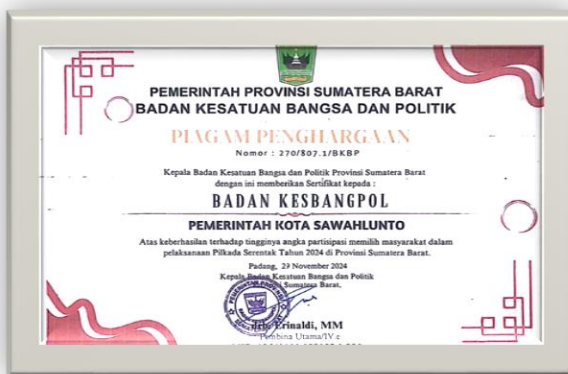 PEMERINTAH PROVINSI SUMATERA BARAT
BADAN KESATUAN BANGSA DAN POLITIK
PIAGAM PENGHARGAAN
Nomor : 270/807.1/BKBP
Kepala Badan Kesatuan Bangsa dan Politik Provinsi Sumatera Barat
dengan ini memberikan Sertifikat kepada :
BADAN KESBANGPOL
PEMERINTAH KOTA SAWAHLUNTO
Atas keberhasilan terhadap tingginya angka partisipasi memilih masyarakat dalam
pelaksanaan Pilkada Serentak Tahun 2024 di Provinsi Sumatera Barat.
Padang, 29 November 2024
Kepala Badan Kesatuan Bangsa dan Politik
Sumatera Barat,
Erinaldi, MM
Pembina Utama/IV.e